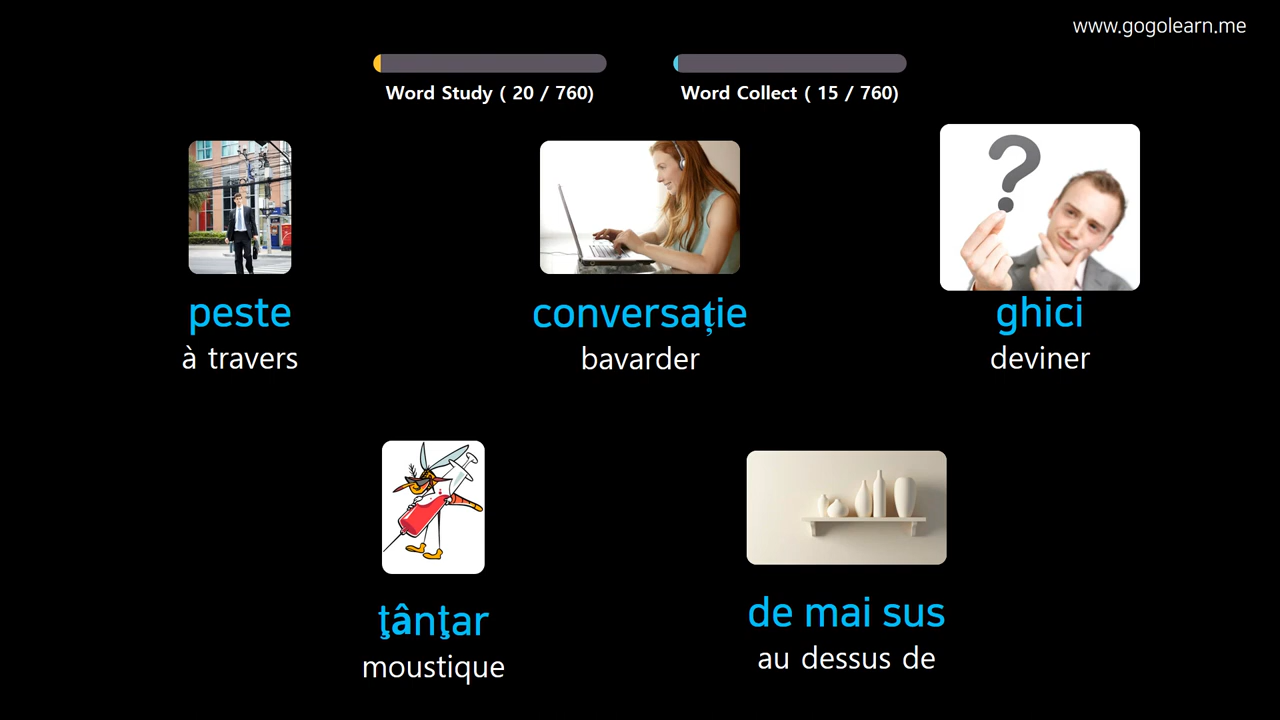 www.gogolearn.me
Word Study ( 20 / 760)
Word Collect ( 15 / 760)
peste
à travers
conversaţie
bavarder
ghici
deviner
ţânţar
moustique
de mai sus
au dessus de